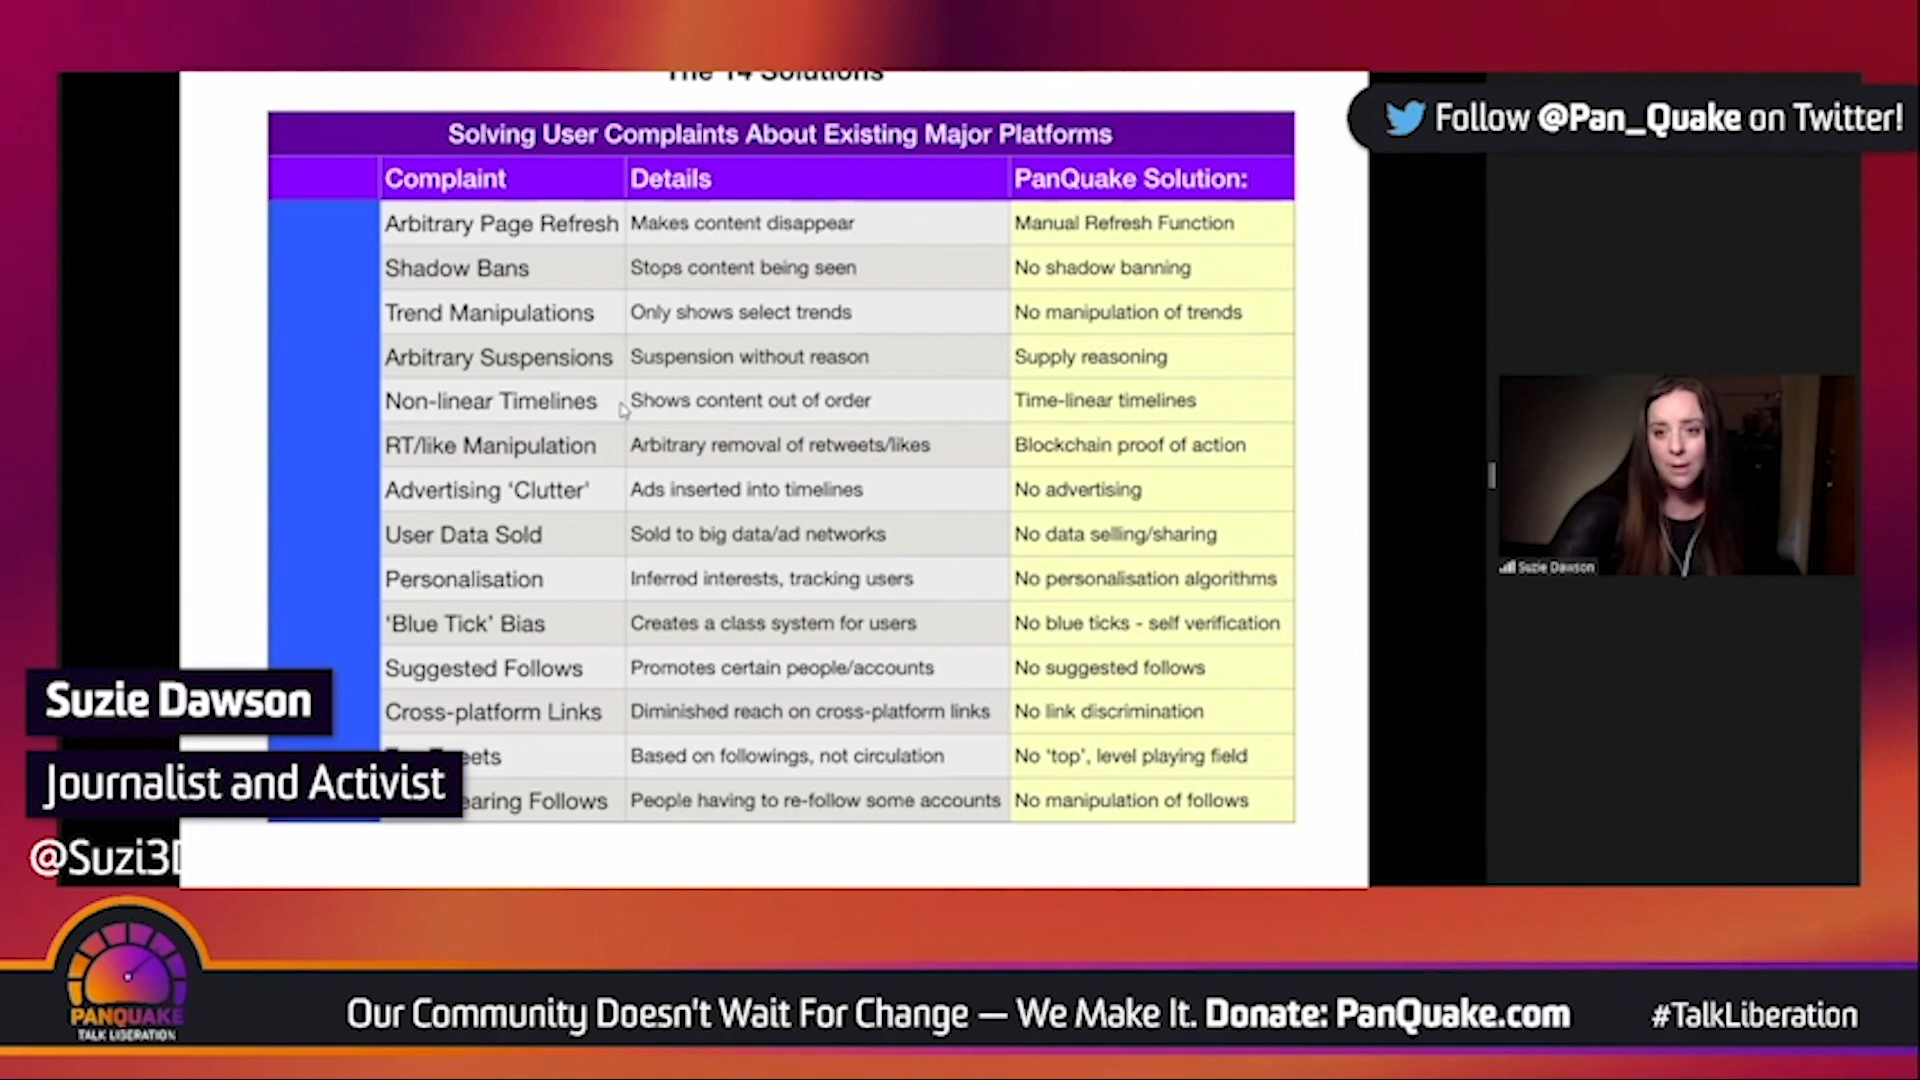 The 14 Solutions
Follow @Pan_Quake on Twitter!
Solving User Complaints About Existing Major Platforms
Complaint Details PanQuake Solution:
Arbitrary Page Refresh Makes content disappear Manual Refresh Function
Shadow Bans Stops content being seen No shadow banning
Trend Manipulations Only shows select trends No manipulation of trends
Arbitrary Suspensions Suspension without reason Supply reasoning
Non-linear Timelines Shows content out of order Time-linear timelines
RT/like Manipulation Arbitrary removal of retweets/likes Blockchain proof of action
Advertising ‘Clutter’ Ads inserted into timelines No advertising
User Data Sold Sold to big data/ad networks No data selling/sharing
Personalisation Inferred interests, tracking users No personalisation algorithms
‘Blue Tick’ Bias Creates a class system for users No blue ticks - self verification
Suggested Follows Promotes certain people/accounts No suggested follows
Cross-platform Links Diminished reach on cross-platform links No link discrimination
eets Based on followings, not circulation No ‘top’, level playing field
earing Follows People having to re-follow some accounts No manipulation of follows
Suzie Dawson
Suzie Dawson
Journalist and Activist
@Suzi3D
PANQUAKE
TALK LIBERATION
Our Community Doesn't Wait For Change — We Make It. Donate: PanQuake.com
#TalkLiberation